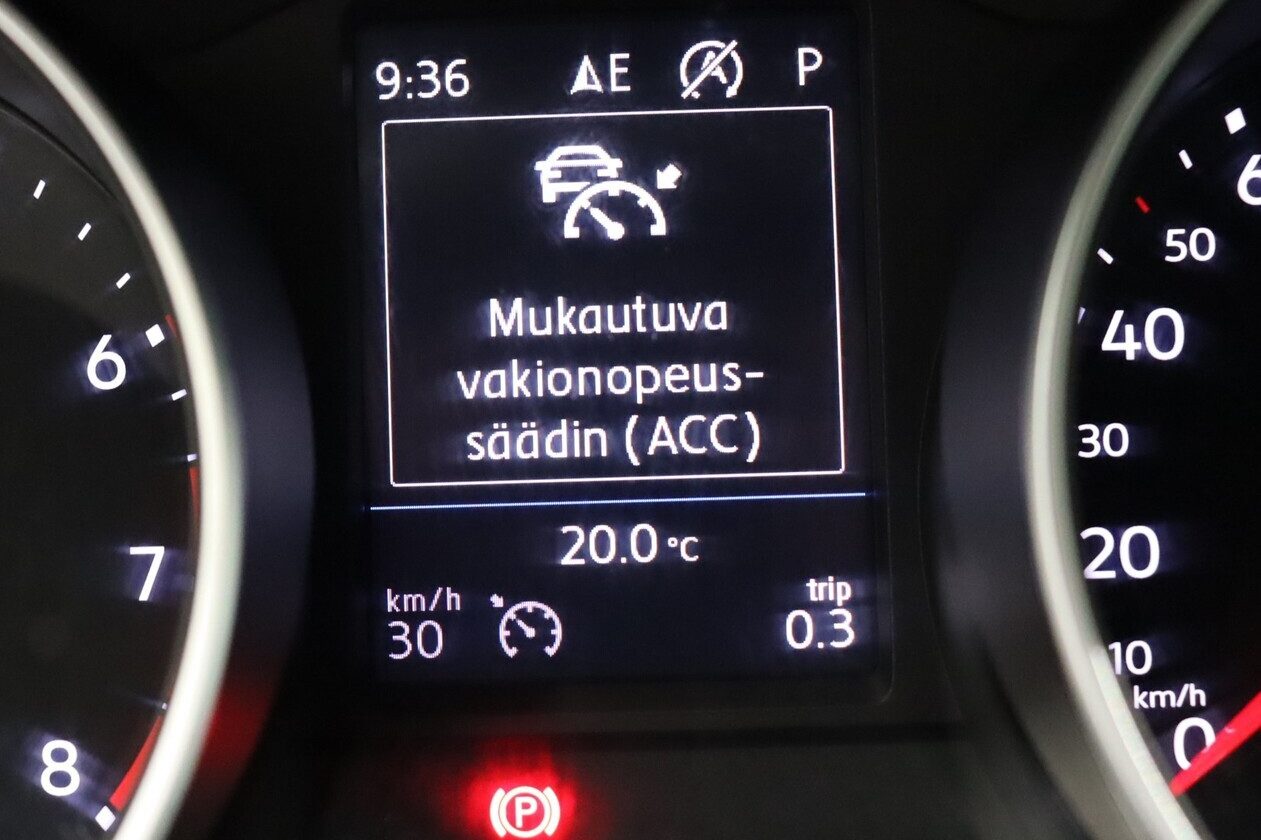 9:36 E P
Mukautuva
vakionopeus-
säädin (ACC)
20.0 °C
km/h
30
trip
0.3
P
6
7
8
6
50
40
30
20
10
km/h
0